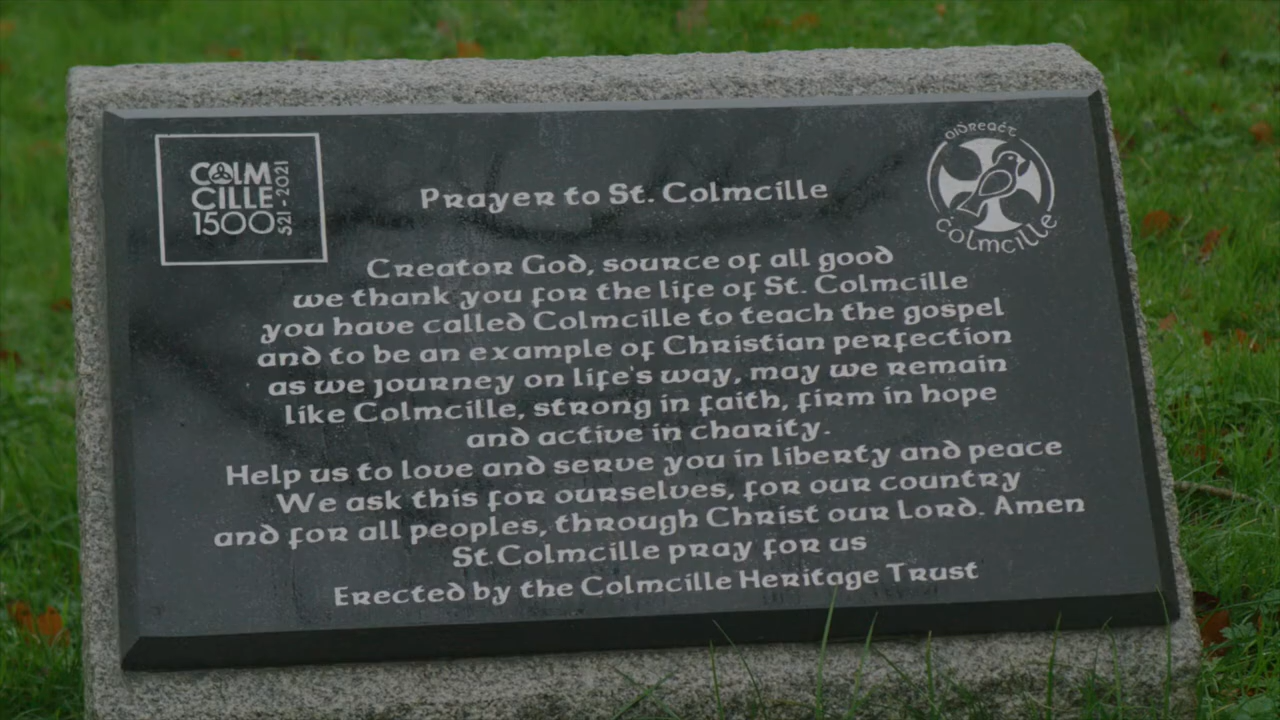 COLM
CILLE
1500
521-2021
oidreacht
Colmcille
Prayer to St. Colmcille
Creator God, source of all good
we thank you for the life of St. Colmcille
you have called Colmcille to teach the gospel
and to be an example of Christian perfection
as we journey on life's way, may we remain
like Colmcille, strong in faith, firm in hope
and active in charity.
Help us to love and serve you in liberty and peace
We ask this for ourselves, for our country
and for all peoples, through Christ our Lord. Amen
St.Colmcille pray for us
Erected by the Colmcille Heritage Trust